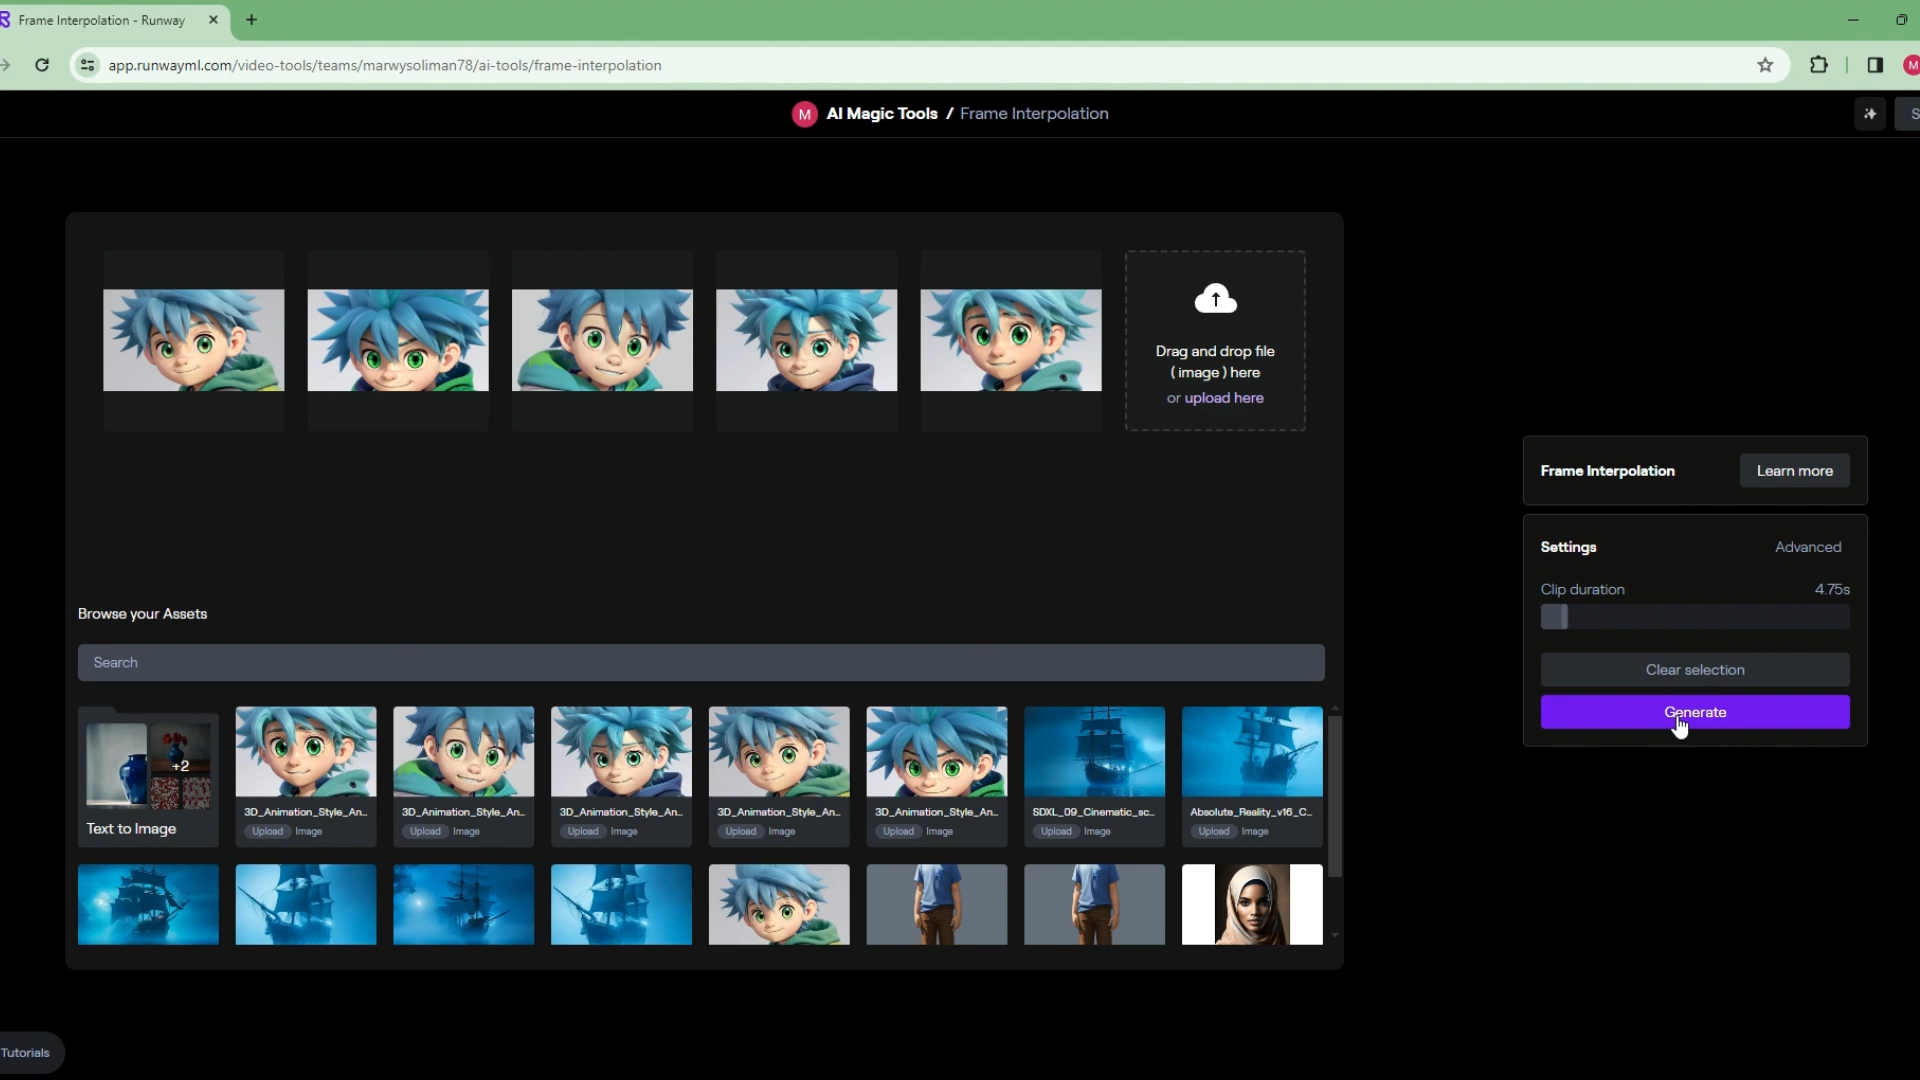 Frame Interpolation - Runway
app.runwayml.com/video-tools/teams/marwysoliman78/ai-tools/frame-interpolation
M
M AI Magic Tools / Frame Interpolation
S
Drag and drop file
( image ) here
or upload here
Frame Interpolation
Learn more
Settings
Advanced
Clip duration
4.75s
Clear selection
Generate
Browse your Assets
Search
+2
Text to Image
3D_Animation_Style_An...
Upload Image
3D_Animation_Style_An...
Upload Image
3D_Animation_Style_An...
Upload Image
3D_Animation_Style_An...
Upload Image
3D_Animation_Style_An...
Upload Image
SDXL_09_Cinematic_sc...
Upload Image
Absolute_Reality_v16_C...
Upload Image
Tutorials